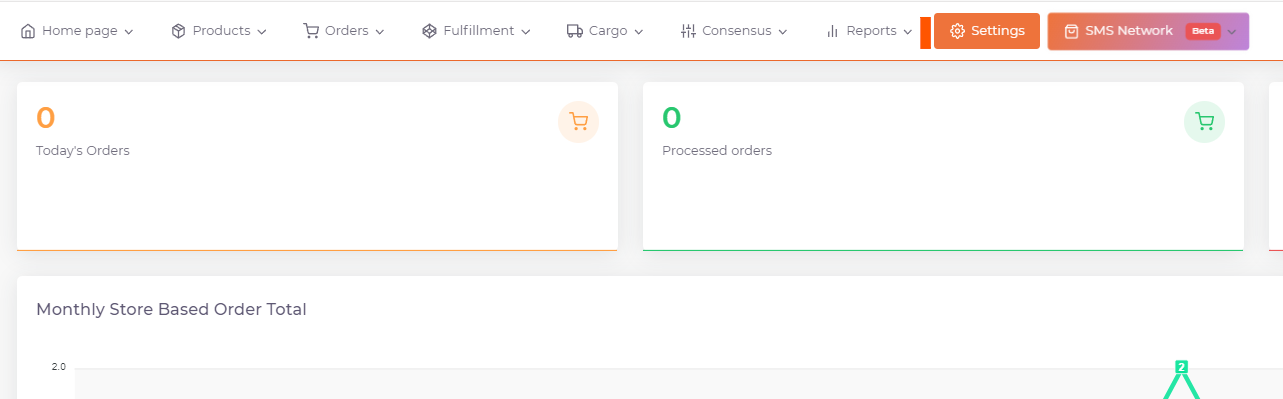 Home page Products Orders Fulfillment Cargo Consensus Reports Settings SMS Network Beta
0
Today's Orders
0
Processed orders
Monthly Store Based Order Total
2.0
2